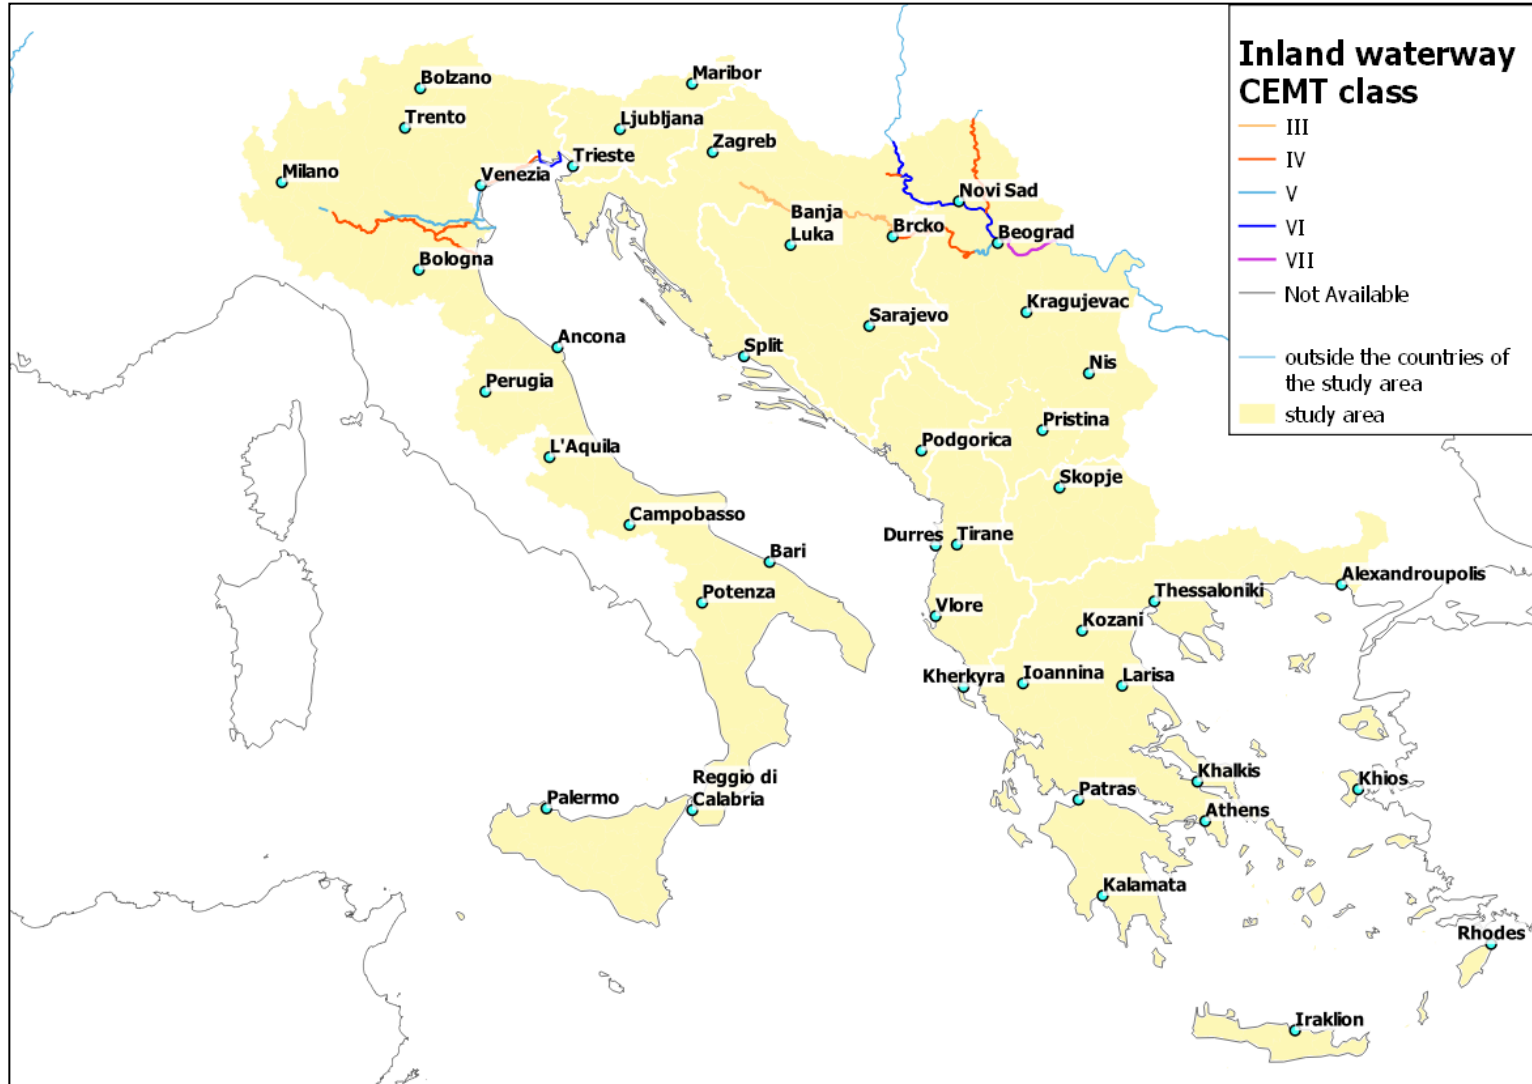 Inland waterway
CEMT class
III
IV
V
VI
VII
Not Available
outside the countries of
the study area
study area
Bolzano
Maribor
Trento
Ljubljana
Zagreb
Trieste
Milano
Venezia
Novi Sad
Banja
Luka
Brcko
Beograd
Bologna
Kragujevac
Sarajevo
Ancona
Split
Nis
Perugia
Pristina
Podgorica
L'Aquila
Skopje
Campobasso
Durres
Tirane
Bari
Alexandroupolis
Thessaloniki
Potenza
Vlore
Kozani
Kherkyra
Ioannina
Larisa
Reggio di
Calabria
Khalkis
Khios
Palermo
Patras
Athens
Kalamata
Rhodes
Iraklion